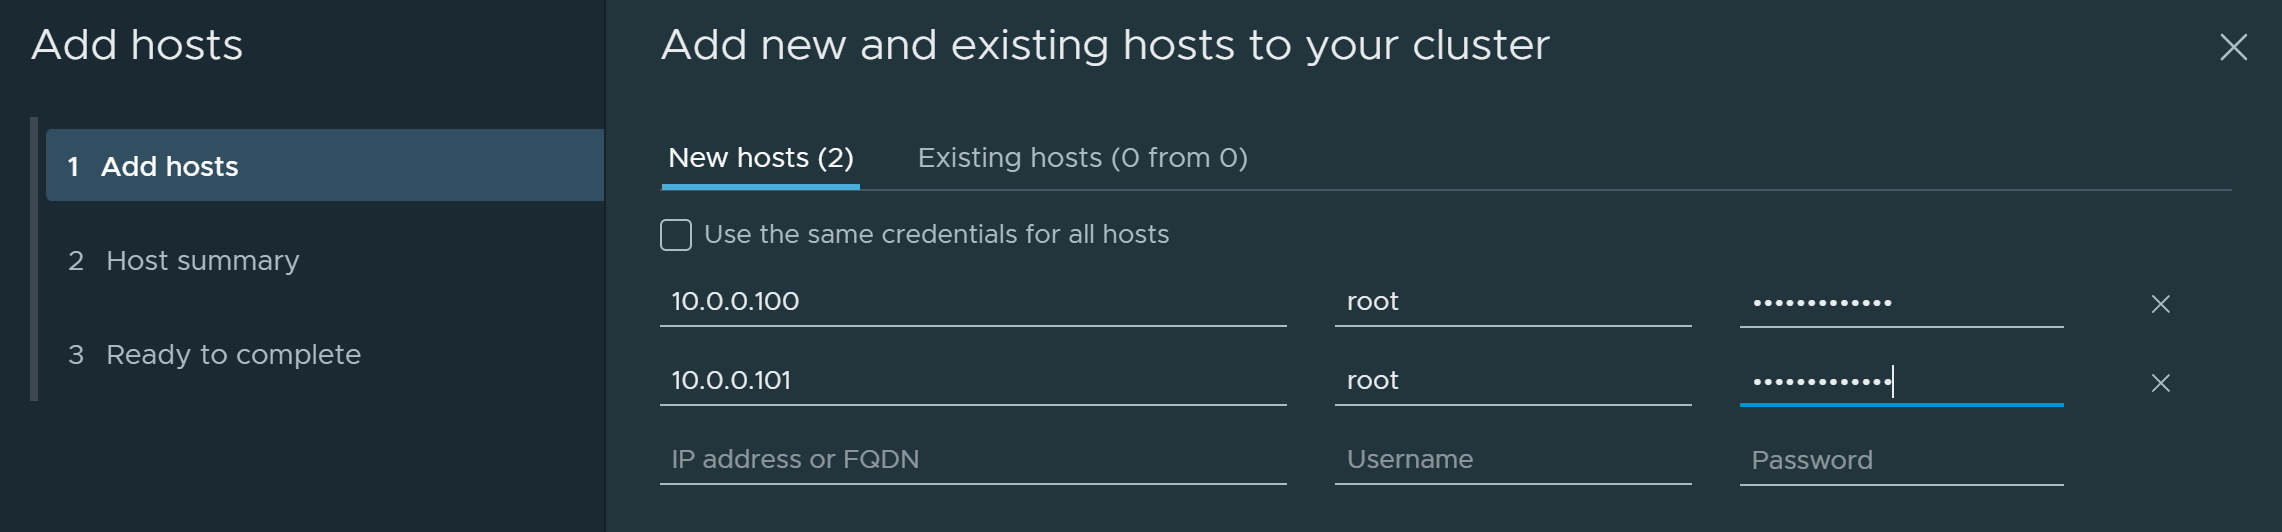 Add hosts
1 Add hosts
2 Host summary
3 Ready to complete
Add new and existing hosts to your cluster
New hosts (2) Existing hosts (0 from 0)
Use the same credentials for all hosts
10.0.0.100 root •••••••••••••
10.0.0.101 root •••••••••••••
IP address or FQDN Username Password